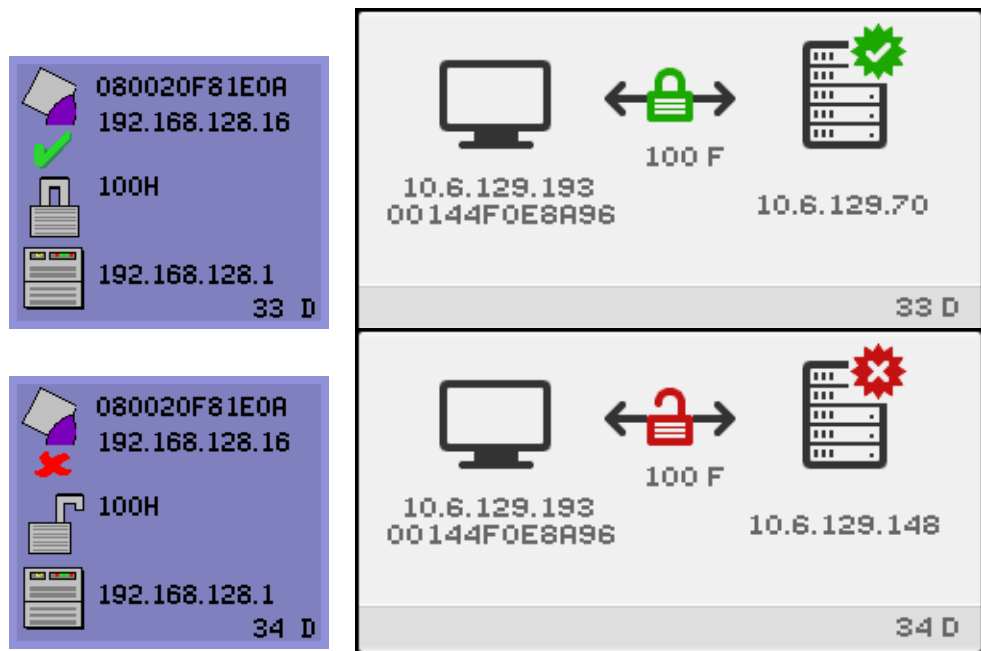 080020F81E0A
192.168.128.16
100H
192.168.128.1
33 D
100 F
10.6.129.193
00144F0E8A96
10.6.129.70
33 D
080020F81E0A
192.168.128.16
100H
192.168.128.1
34 D
100 F
10.6.129.193
00144F0E8A96
10.6.129.148
34 D